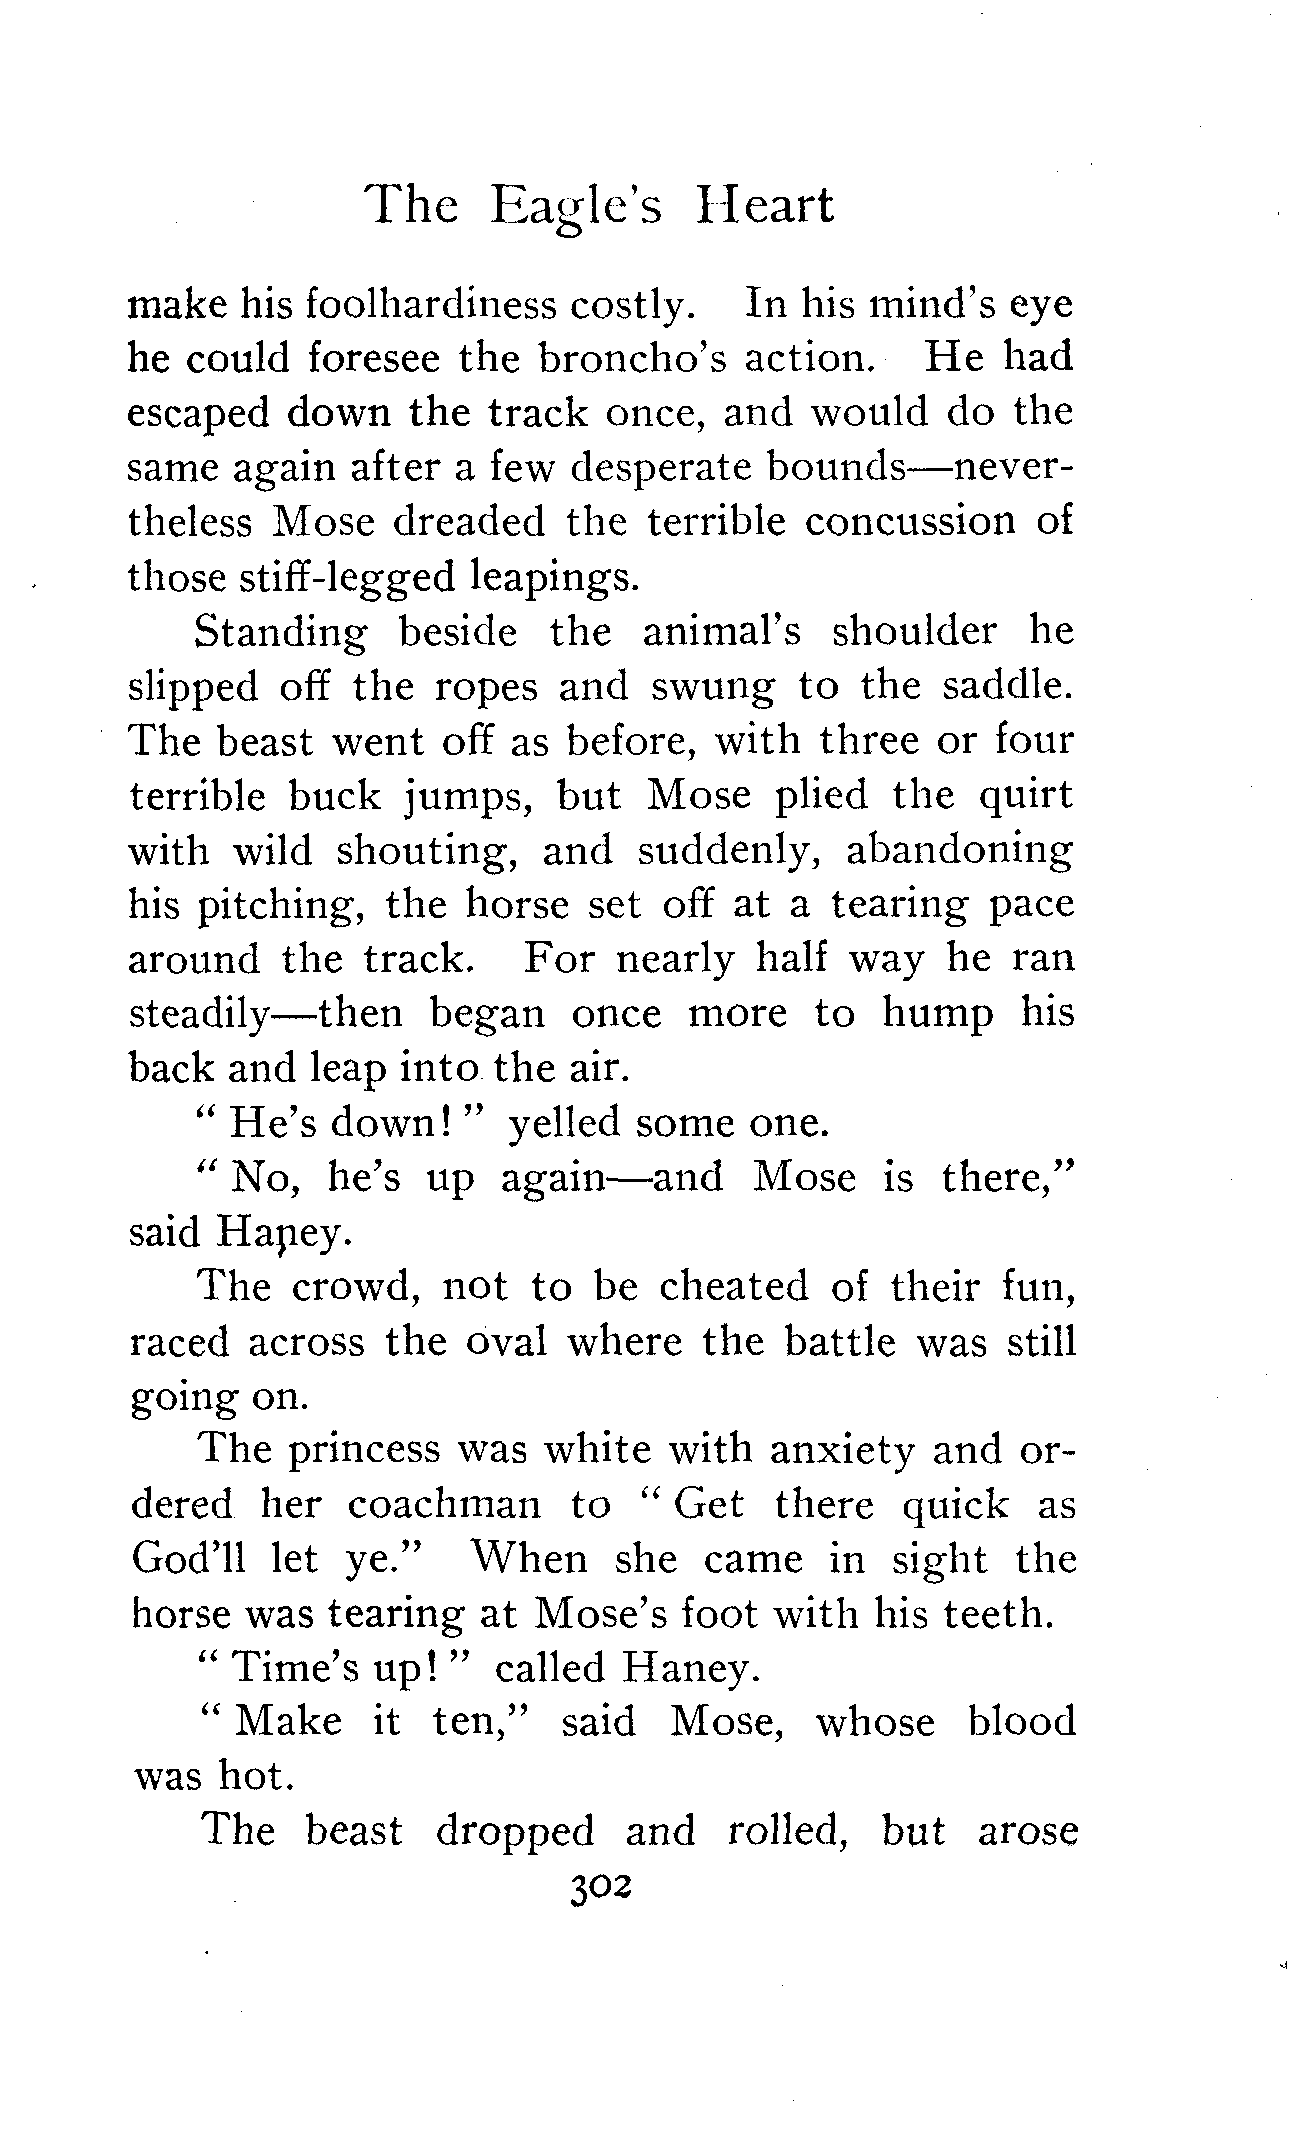 The Eagle's Heart
make his foolhardiness costly. In his mind's eye
he could foresee the broncho's action. He had
escaped down the track once, and would do the
same again after a few desperate bounds—never-
theless Mose dreaded the terrible concussion of
those stiff-legged leapings.
Standing beside the animal's shoulder he
slipped off the ropes and swung to the saddle.
The beast went off as before, with three or four
terrible buck jumps, but Mose plied the quirt
with wild shouting, and suddenly, abandoning
his pitching, the horse set off at a tearing pace
around the track. For nearly half way he ran
steadily—then began once more to hump his
back and leap into the air.
" He's down! " yelled some one.
" No, he's up again—and Mose is there,"
said Haney.
The crowd, not to be cheated of their fun,
raced across the oval where the battle was still
going on.
The princess was white with anxiety and or-
dered her coachman to " Get there quick as
God'll let ye." When she came in sight the
horse was tearing at Mose's foot with his teeth.
" Time's up! " called Haney.
" Make it ten," said Mose, whose blood
was hot.
The beast dropped and rolled, but arose
302